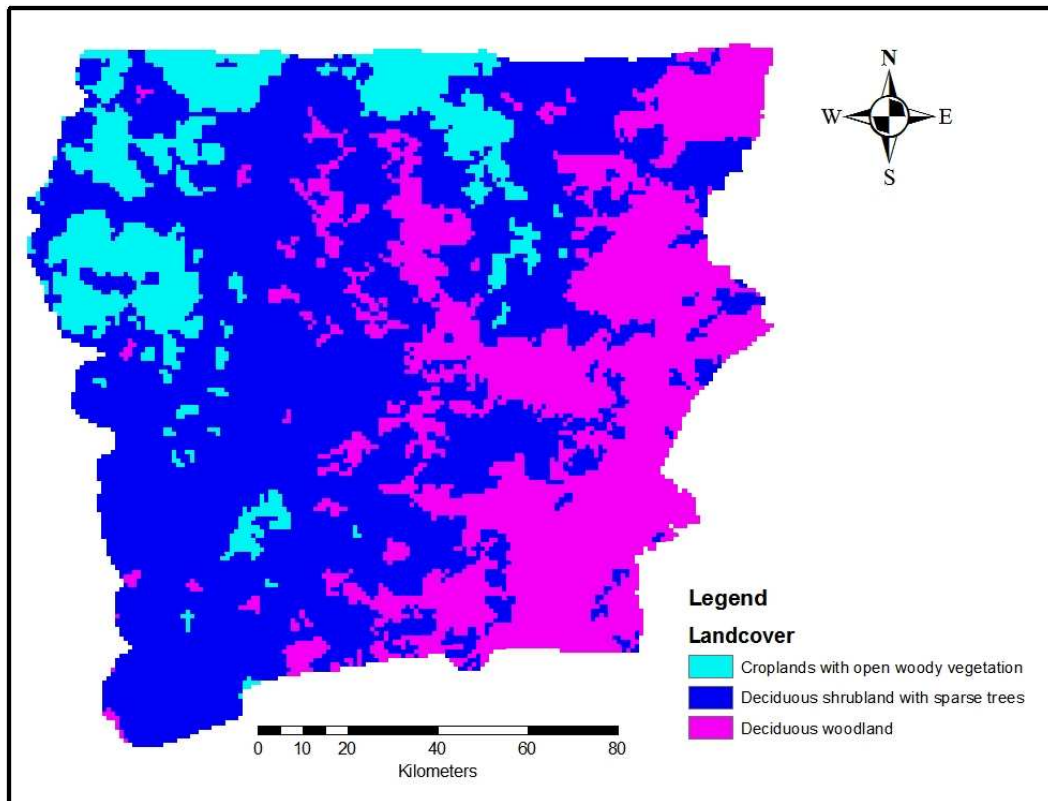 N
W E
S
Legend
Landcover
Croplands with open woody vegetation
Deciduous shrubland with sparse trees
Deciduous woodland
0 10 20 40 60 80
Kilometers